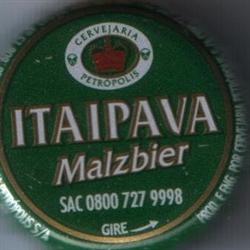 CERVEJARIA
PETRÓPOLIS
ITAIPAVA
Malzbier
SAC 0800 727 9998
GIRE